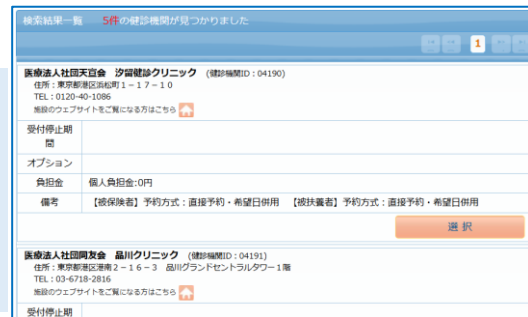 検索結果一覧 5件の健診機関が見つかりました
1
医療法人社団天宣会 汐留健診クリニック (健診機関ID:04190)
住所:東京都港区浜松町1-17-10
TEL:0120-40-1086
施設のウェブサイトをご覧になる方はこちら
受付停止期
間
オプション
負担金 個人負担金:0円
備考 【被保険者】予約方式:直接予約・希望日併用 【被扶養者】予約方式:直接予約・希望日併用
選 択
医療法人社団同友会 品川クリニック (健診機関ID:04191)
住所:東京都港区港南2-16-3 品川グランドセントラルタワー1階
TEL:03-6718-2816
施設のウェブサイトをご覧になる方はこちら
受付停止期